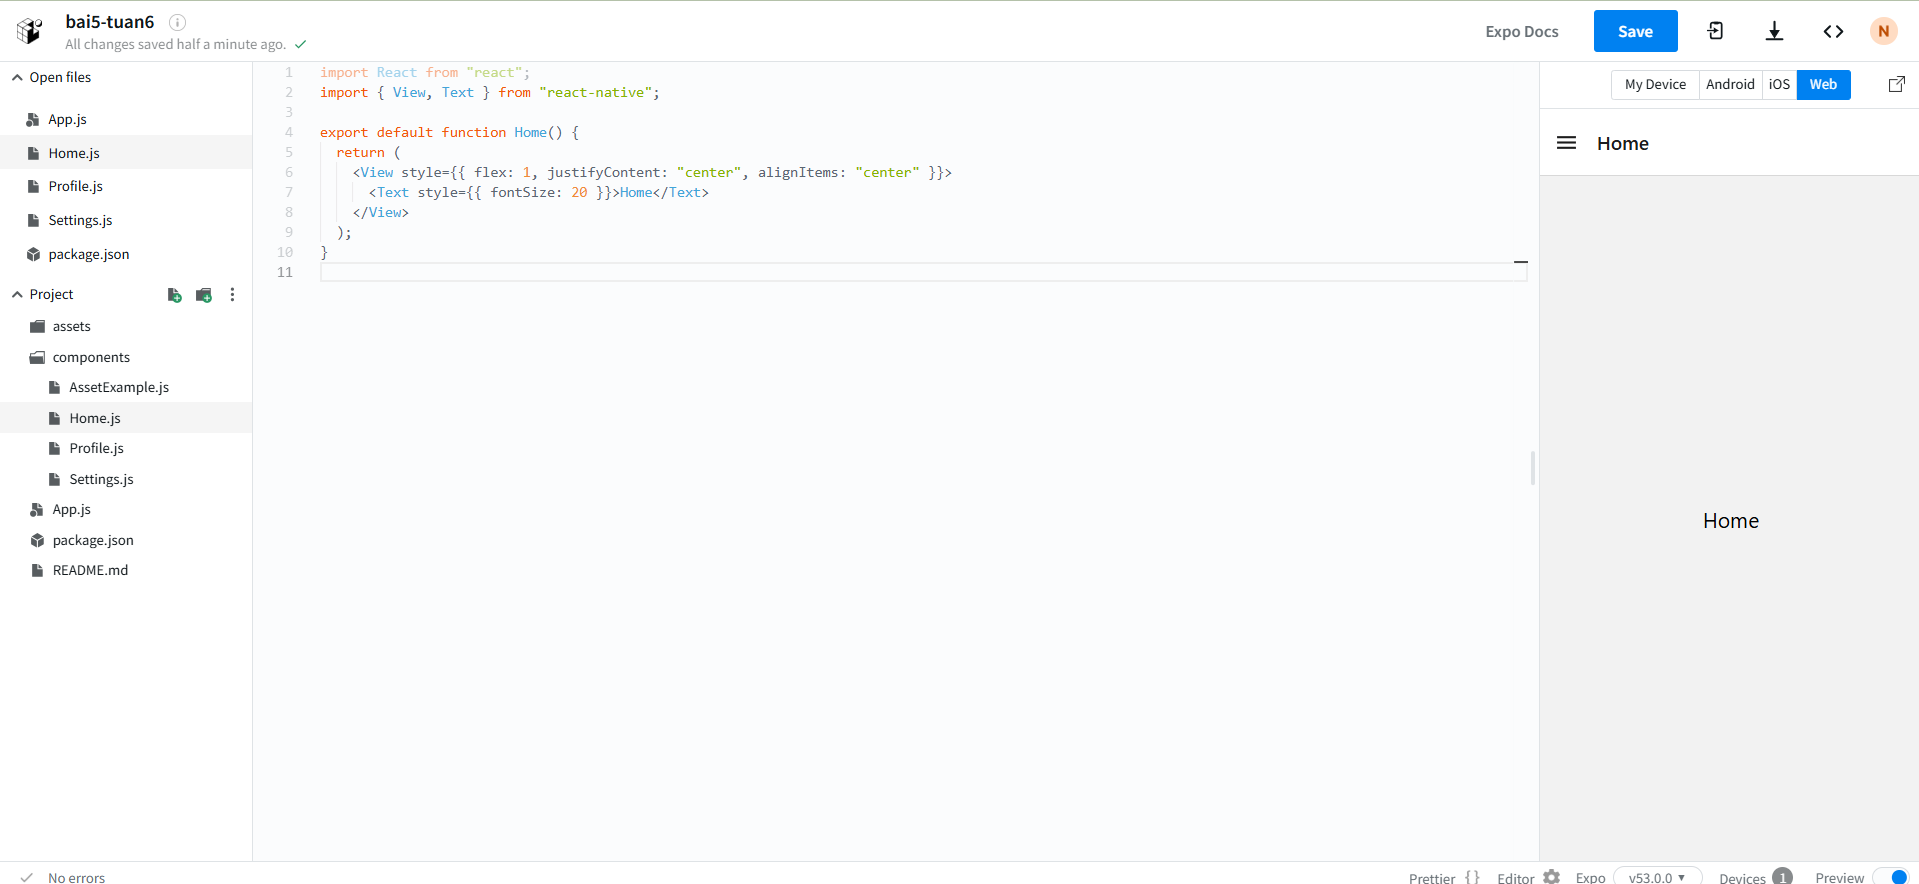 bai5-tuan6
All changes saved half a minute ago.
Expo Docs
Save
N
Open files
App.js
Home.js
Profile.js
Settings.js
package.json
Project
assets
components
AssetExample.js
Home.js
Profile.js
Settings.js
App.js
package.json
README.md
1 import React from "react";
2 import { View, Text } from "react-native";
3
4 export default function Home() {
5 return (
6 <View style={{ flex: 1, justifyContent: "center", alignItems: "center" }}>
7 <Text style={{ fontSize: 20 }}>Home</Text>
8 </View>
9 );
10 }
11
My Device Android iOS Web
Home
Home
No errors
Prettier {} Editor Expo v53.0.0 Devices 1 Preview